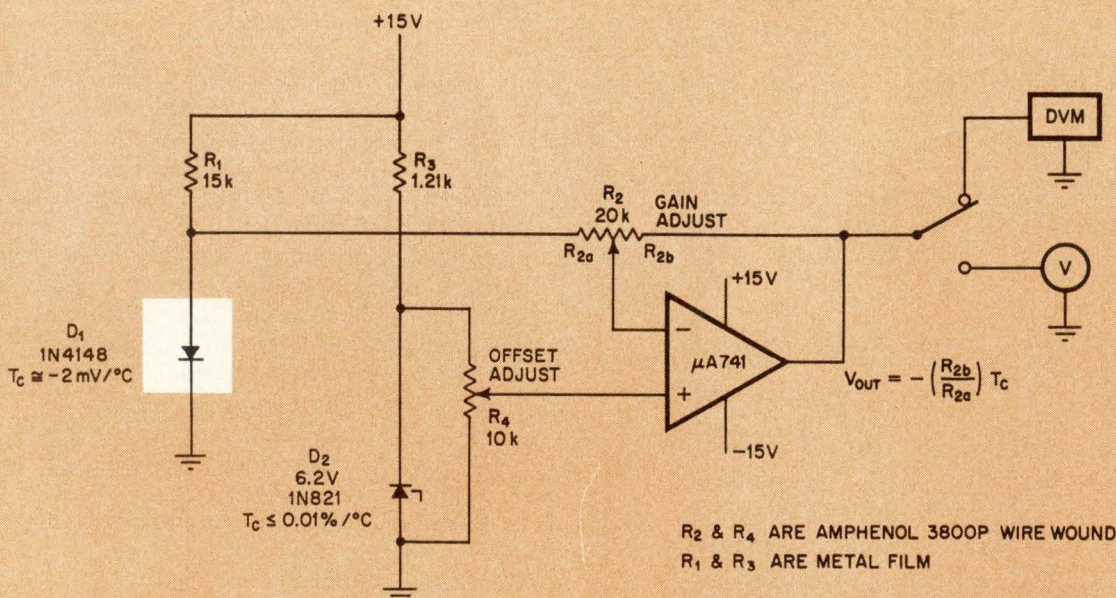 +15V
R1
15k
R3
1.21k
R2
20k
GAIN
ADJUST
R2a
R2b
DVM
V
D1
1N4148
TC ≅ -2mV/°C
OFFSET
ADJUST
R4
10k
+15V
−
μA741
+
-15V
VOUT = - (R2b/R2a) TC
D2
6.2V
1N821
TC ≤ 0.01%/°C
R2 & R4 ARE AMPHENOL 3800P WIRE WOUND
R1 & R3 ARE METAL FILM